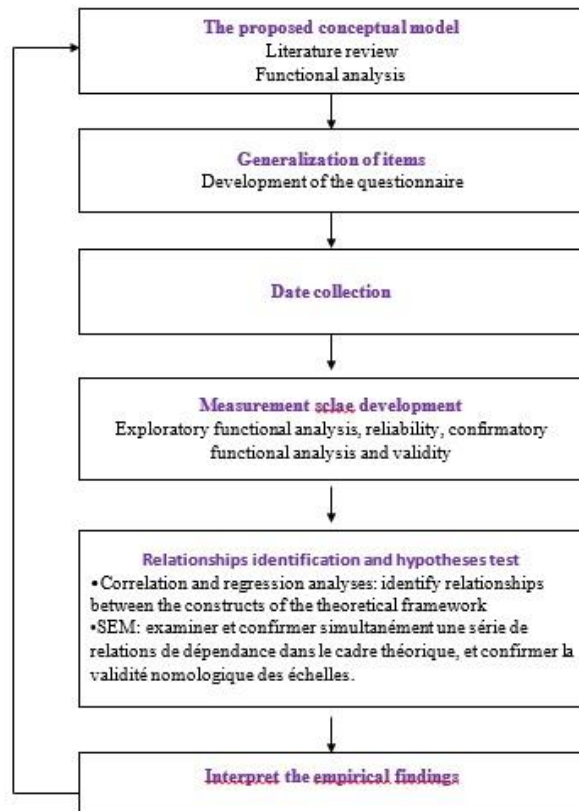 The proposed conceptual model
Literature review
Functional analysis
Generalization of items
Development of the questionnaire
Date collection
Measurement sclae development
Exploratory functional analysis, reliability, confirmatory
functional analysis and validity
Relationships identification and hypotheses test
•Correlation and regression analyses: identify relationships
between the constructs of the theoretical framework
•SEM: examiner et confirmer simultanément une série de
relations de dépendance dans le cadre théorique, et confirmer la
validité nomologique des échelles.
Interpret the empirical findings